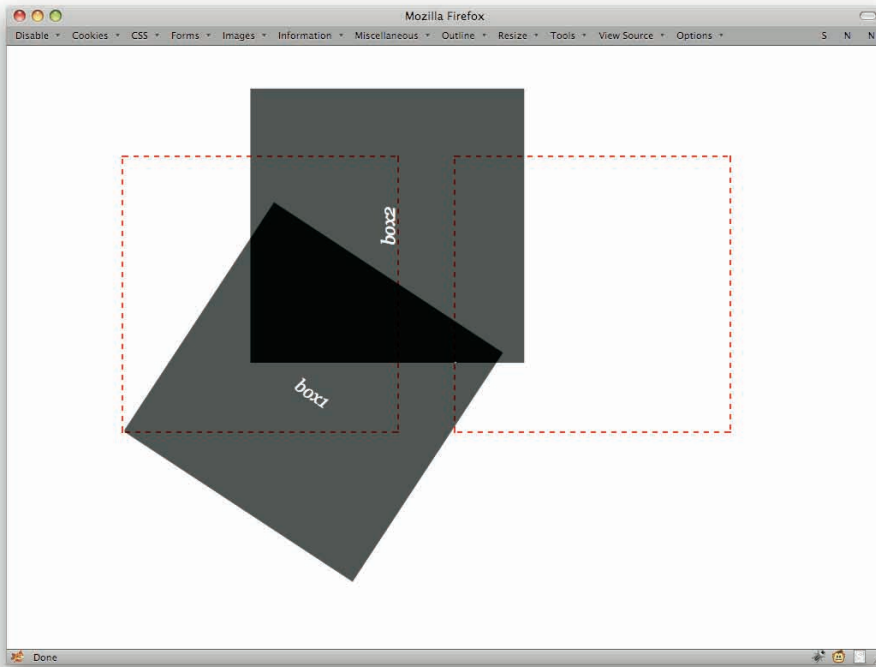 Mozilla Firefox
Disable Cookies CSS Forms Images Information Miscellaneous Outline Resize Tools View Source Options S N N
box2
box1
Done